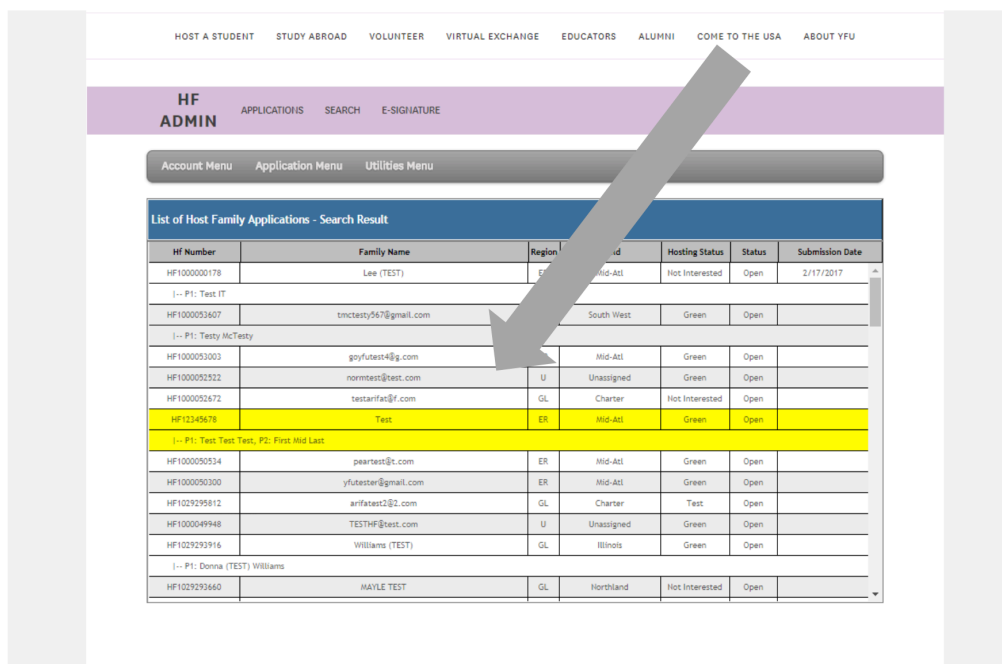 HOST A STUDENT STUDY ABROAD VOLUNTEER VIRTUAL EXCHANGE EDUCATORS ALUMNI COME TO THE USA ABOUT YFU
HF ADMIN APPLICATIONS SEARCH E-SIGNATURE
Account Menu Application Menu Utilities Menu
List of Host Family Applications - Search Result
Hf Number Family Name Region Hosting Status Status Submission Date
HF1000000178 Lee (TEST) Mid-Atl Not Interested Open 2/17/2017
|-- P1: Test IT
HF1000053607 tmctesty567@gmail.com South West Green Open
|-- P1: Testy McTesty
HF1000053003 goyfutest4@g.com Mid-Atl Green Open
HF1000052522 normtest@test.com U Unassigned Green Open
HF1000052672 testarifat@f.com GL Charter Not Interested Open
HF12345678 Test ER Mid-Atl Green Open
|-- P1: Test Test Test, P2: First Mid Last
HF1000050534 peartest@t.com ER Mid-Atl Green Open
HF1000050300 yfutester@gmail.com ER Mid-Atl Green Open
HF1029295812 arifatest2@2.com GL Charter Test Open
HF1000049948 TESTHF@test.com U Unassigned Green Open
HF1029293916 Williams (TEST) GL Illinois Green Open
|-- P1: Donna (TEST) Williams
HF1029293660 MAYLE TEST GL Northland Not Interested Open